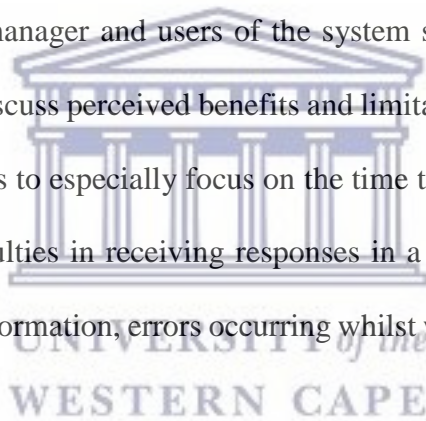 manager and users of the system s
scuss perceived benefits and limita
s to especially focus on the time t
ulties in receiving responses in a
formation, errors occurring whilst
UNIVERSITY of the
WESTERN CAPE